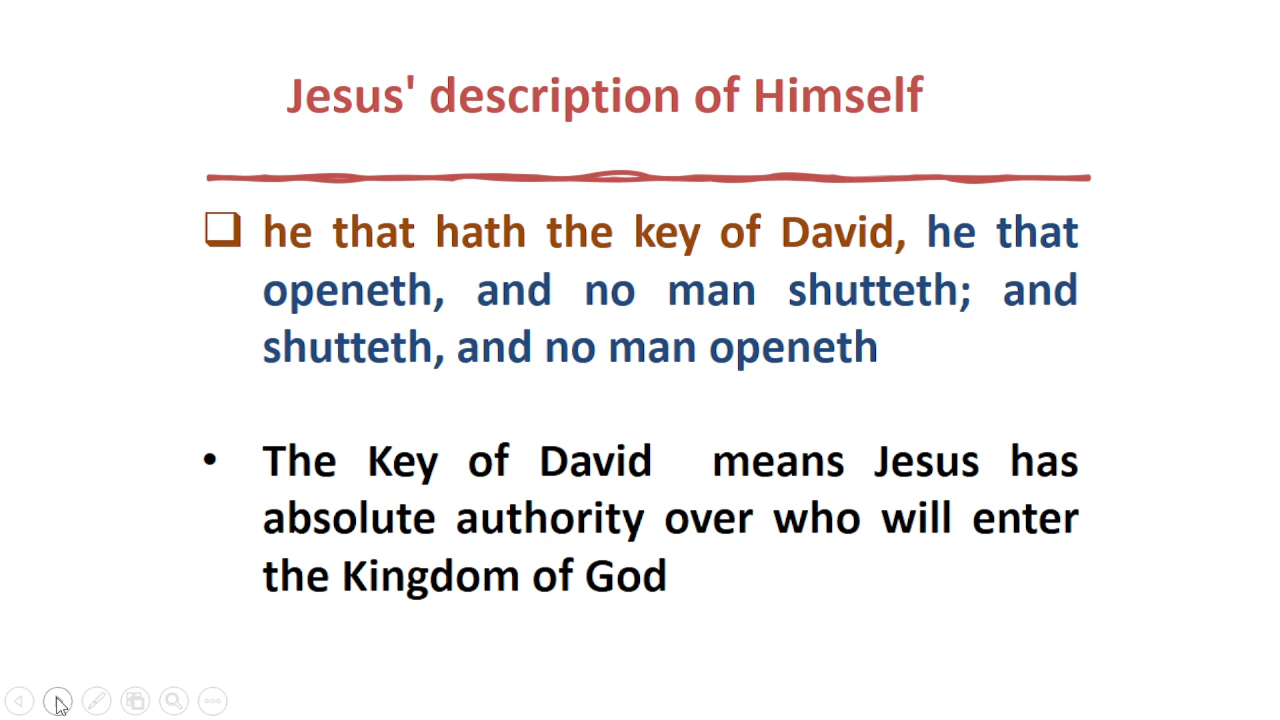 Jesus' description of Himself
❑ he that hath the key of David, he that
openeth, and no man shutteth; and
shutteth, and no man openeth
• The Key of David means Jesus has
absolute authority over who will enter
the Kingdom of God